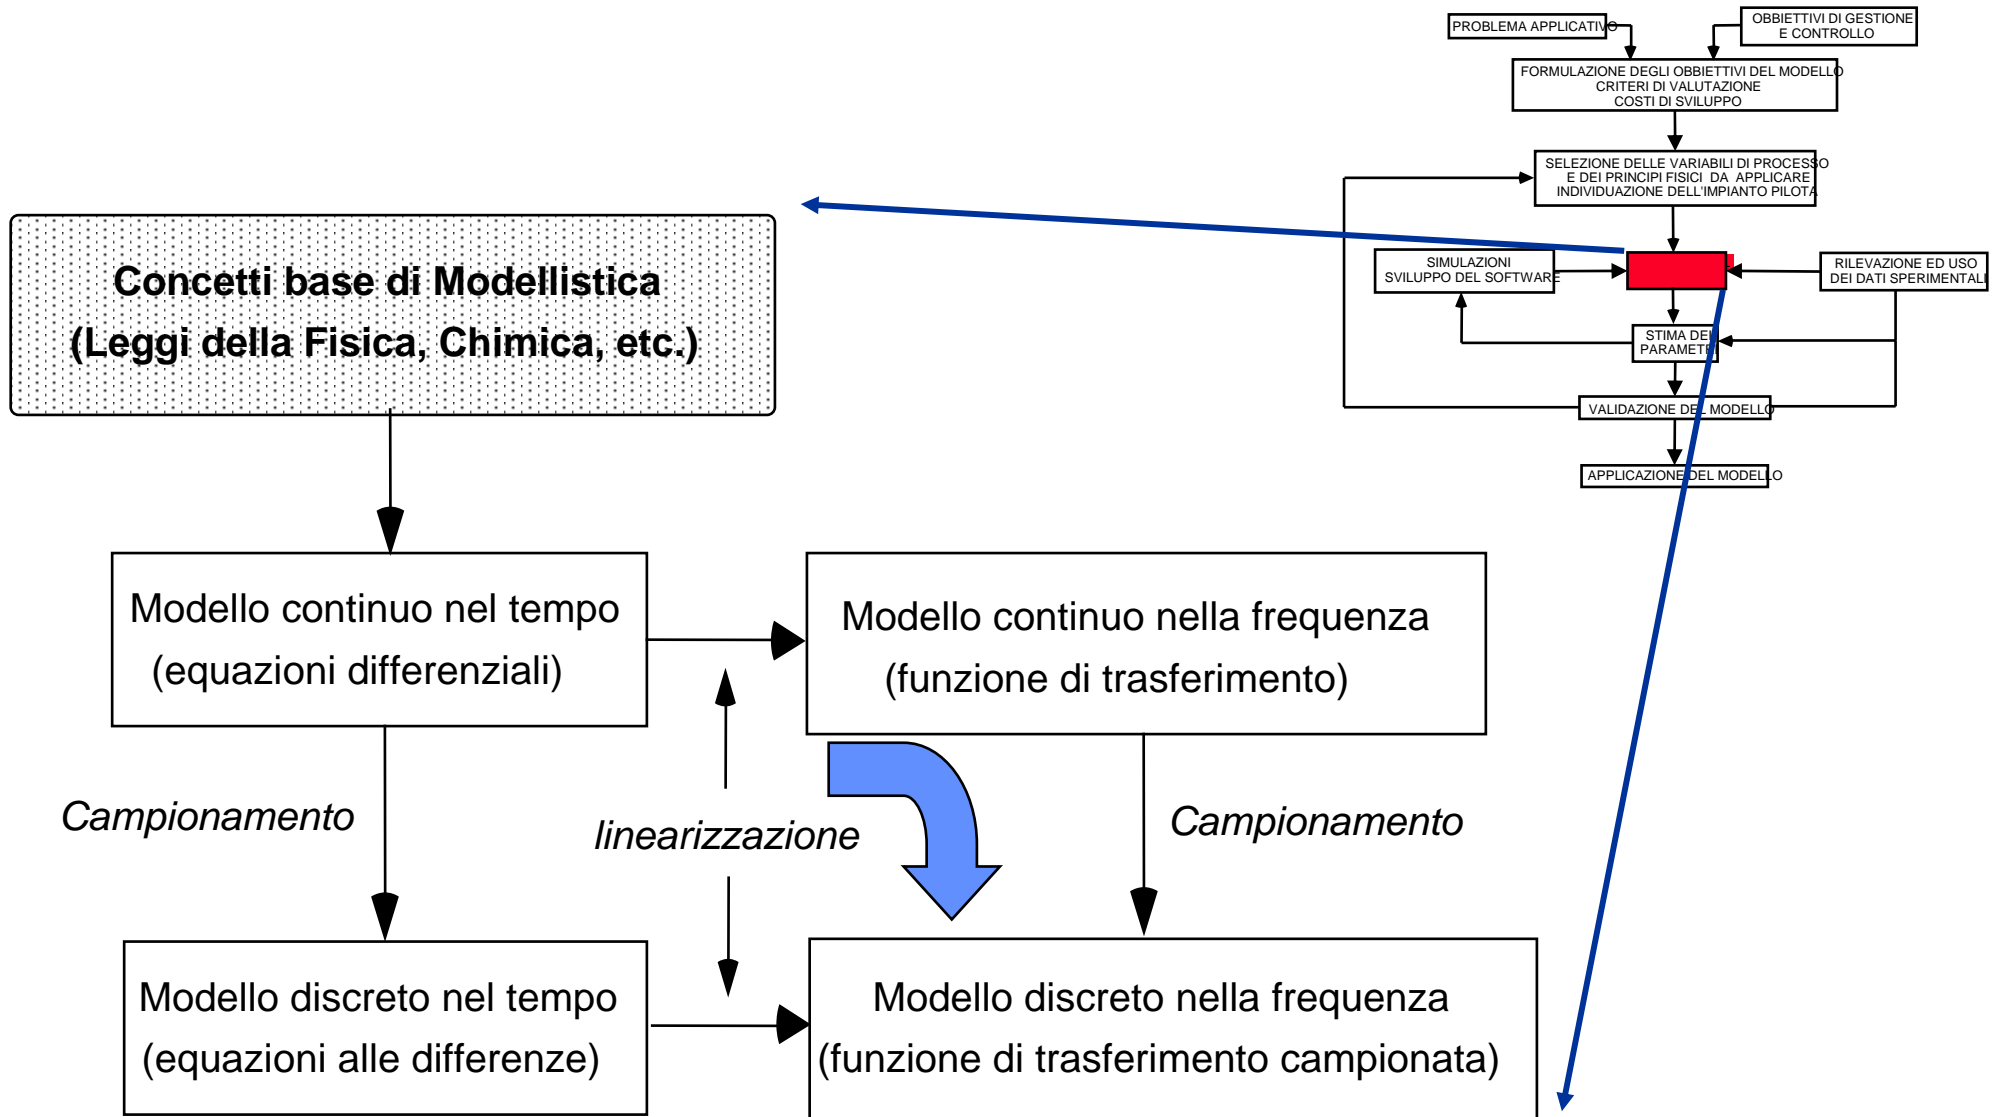 PROBLEMA APPLICATIVO
OBBIETTIVI DI GESTIONE
E CONTROLLO
FORMULAZIONE DEGLI OBBIETTIVI DEL MODELLO
CRITERI DI VALUTAZIONE
COSTI DI SVILUPPO
SELEZIONE DELLE VARIABILI DI PROCESSO
E DEI PRINCIPI FISICI DA APPLICARE
INDIVIDUAZIONE DELL'IMPIANTO PILOTA
SIMULAZIONI
SVILUPPO DEL SOFTWARE
RILEVAZIONE ED USO
DEI DATI SPERIMENTALI
STIMA DEI
PARAMETRI
VALIDAZIONE DEL MODELLO
APPLICAZIONE DEL MODELLO
Concetti base di Modellistica
(Leggi della Fisica, Chimica, etc.)
Modello continuo nel tempo
(equazioni differenziali)
Modello continuo nella frequenza
(funzione di trasferimento)
Campionamento
linearizzazione
Campionamento
Modello discreto nel tempo
(equazioni alle differenze)
Modello discreto nella frequenza
(funzione di trasferimento campionata)